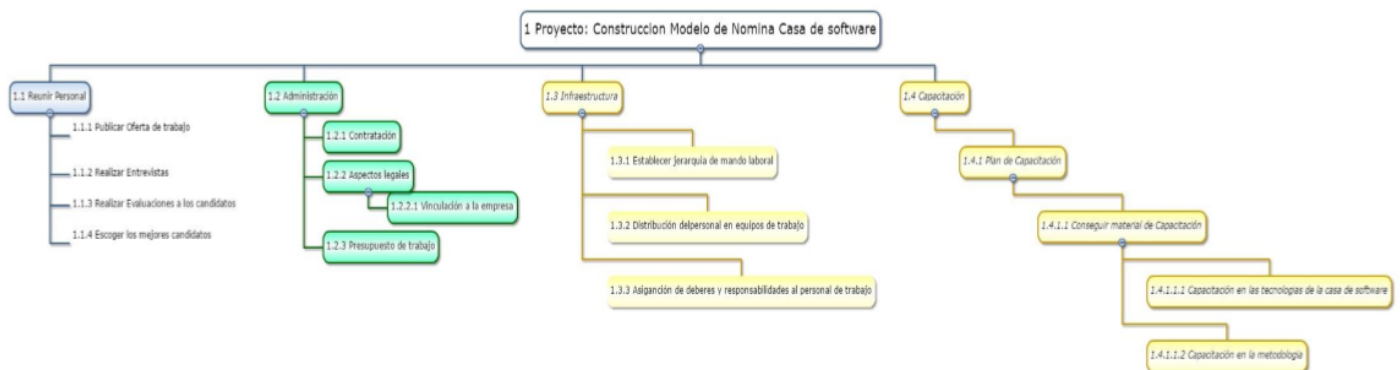 1 Proyecto: Construccion Modelo de Nomina Casa de software
1.1 Reunir Personal
1.1.1 Publicar Oferta de trabajo
1.1.2 Realizar Entrevistas
1.1.3 Realizar Evaluaciones a los candidatos
1.1.4 Escoger los mejores candidatos
1.2 Administración
1.2.1 Contratación
1.2.2 Aspectos legales
1.2.2.1 Vinculación a la empresa
1.2.3 Presupuesto de trabajo
1.3 Infraestructura
1.3.1 Establecer jerarquia de mando laboral
1.3.2 Distribución delpersonal en equipos de trabajo
1.3.3 Asiganción de deberes y responsabilidades al personal de trabajo
1.4 Capacitación
1.4.1 Plan de Capacitación
1.4.1.1 Conseguir material de Capacitación
1.4.1.1.1 Capacitación en las tecnologias de la casa de software
1.4.1.1.2 Capacitación en la metodologia